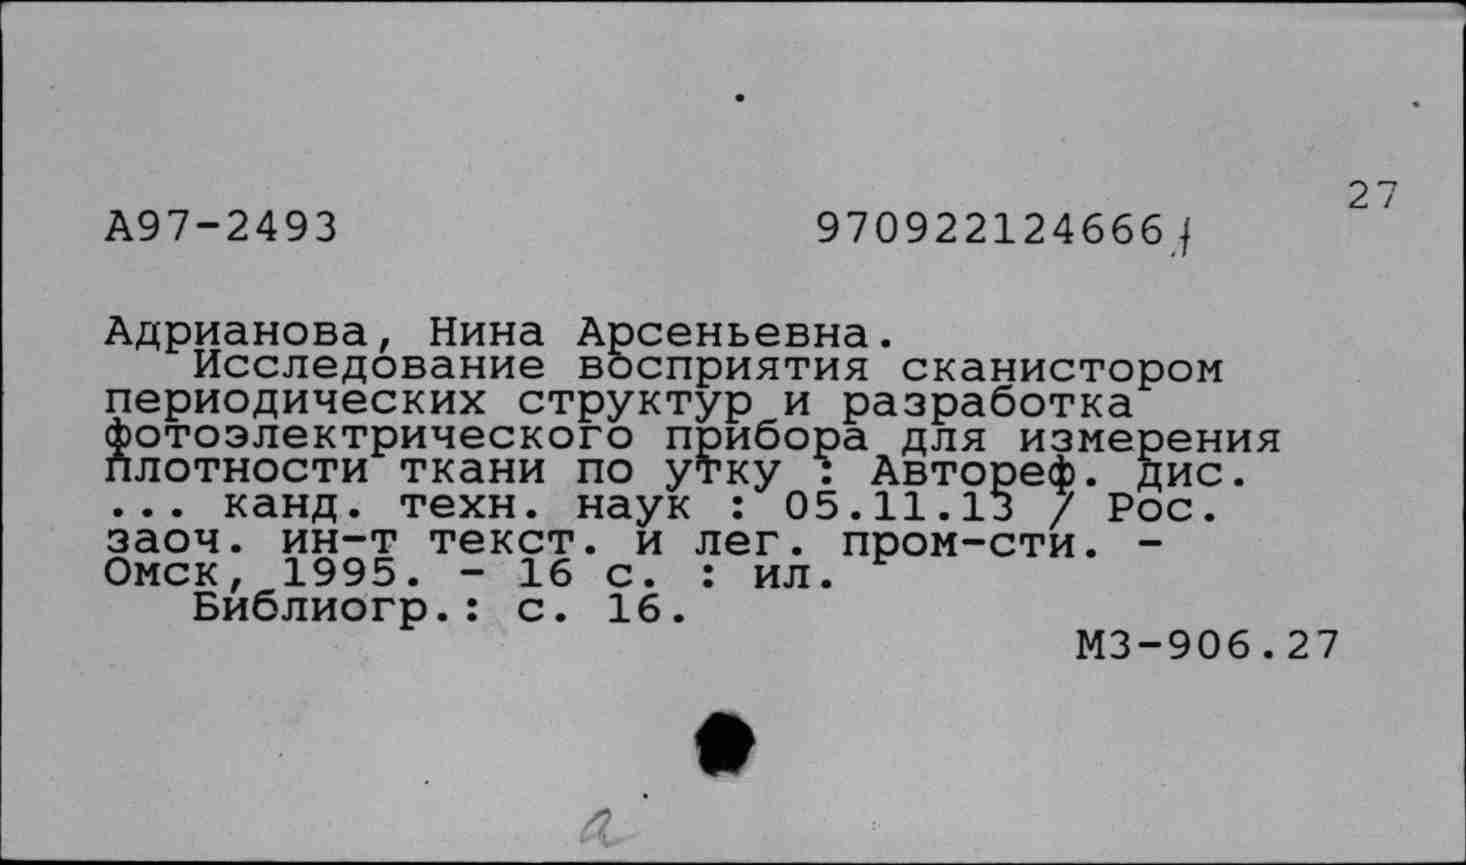 27
А97-2493 970922124666
Адрианова, Нина Арсеньевна.
Исследование восприятия сканистором
периодических структур и разработка
фотоэлектрического прибора для измерения
плотности ткани по утку : Автореф. дис.
... канд. техн. наук : 05.11.13 / Рос.
заоч. ин-т текст. и лег. пром-сти. -
Омск, 1995. - 16 с. : ил.
Библиогр.: с. 16.
М3-906.27
а